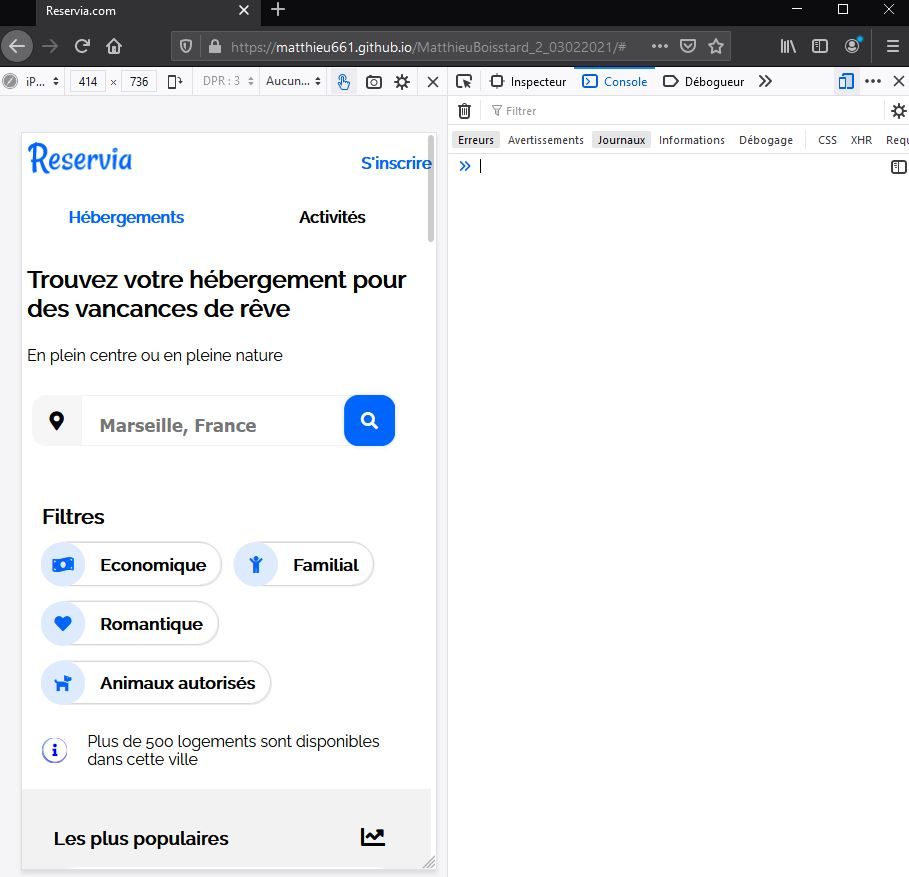 Reservia.com
https://matthieu661.github.io/MatthieuBoisstard_2_03022021/#
iP... 414 × 736 DPR : 3 Aucun...
Inspecteur Console Débogueur
Filtrer
Erreurs Avertissements Journaux Informations Débogage CSS XHR Requ
Reservia
S'inscrire
Hébergements Activités
Trouvez votre hébergement pour
des vancances de rêve
En plein centre ou en pleine nature
Marseille, France
Filtres
Economique Familial
Romantique
Animaux autorisés
Plus de 500 logements sont disponibles
dans cette ville
Les plus populaires